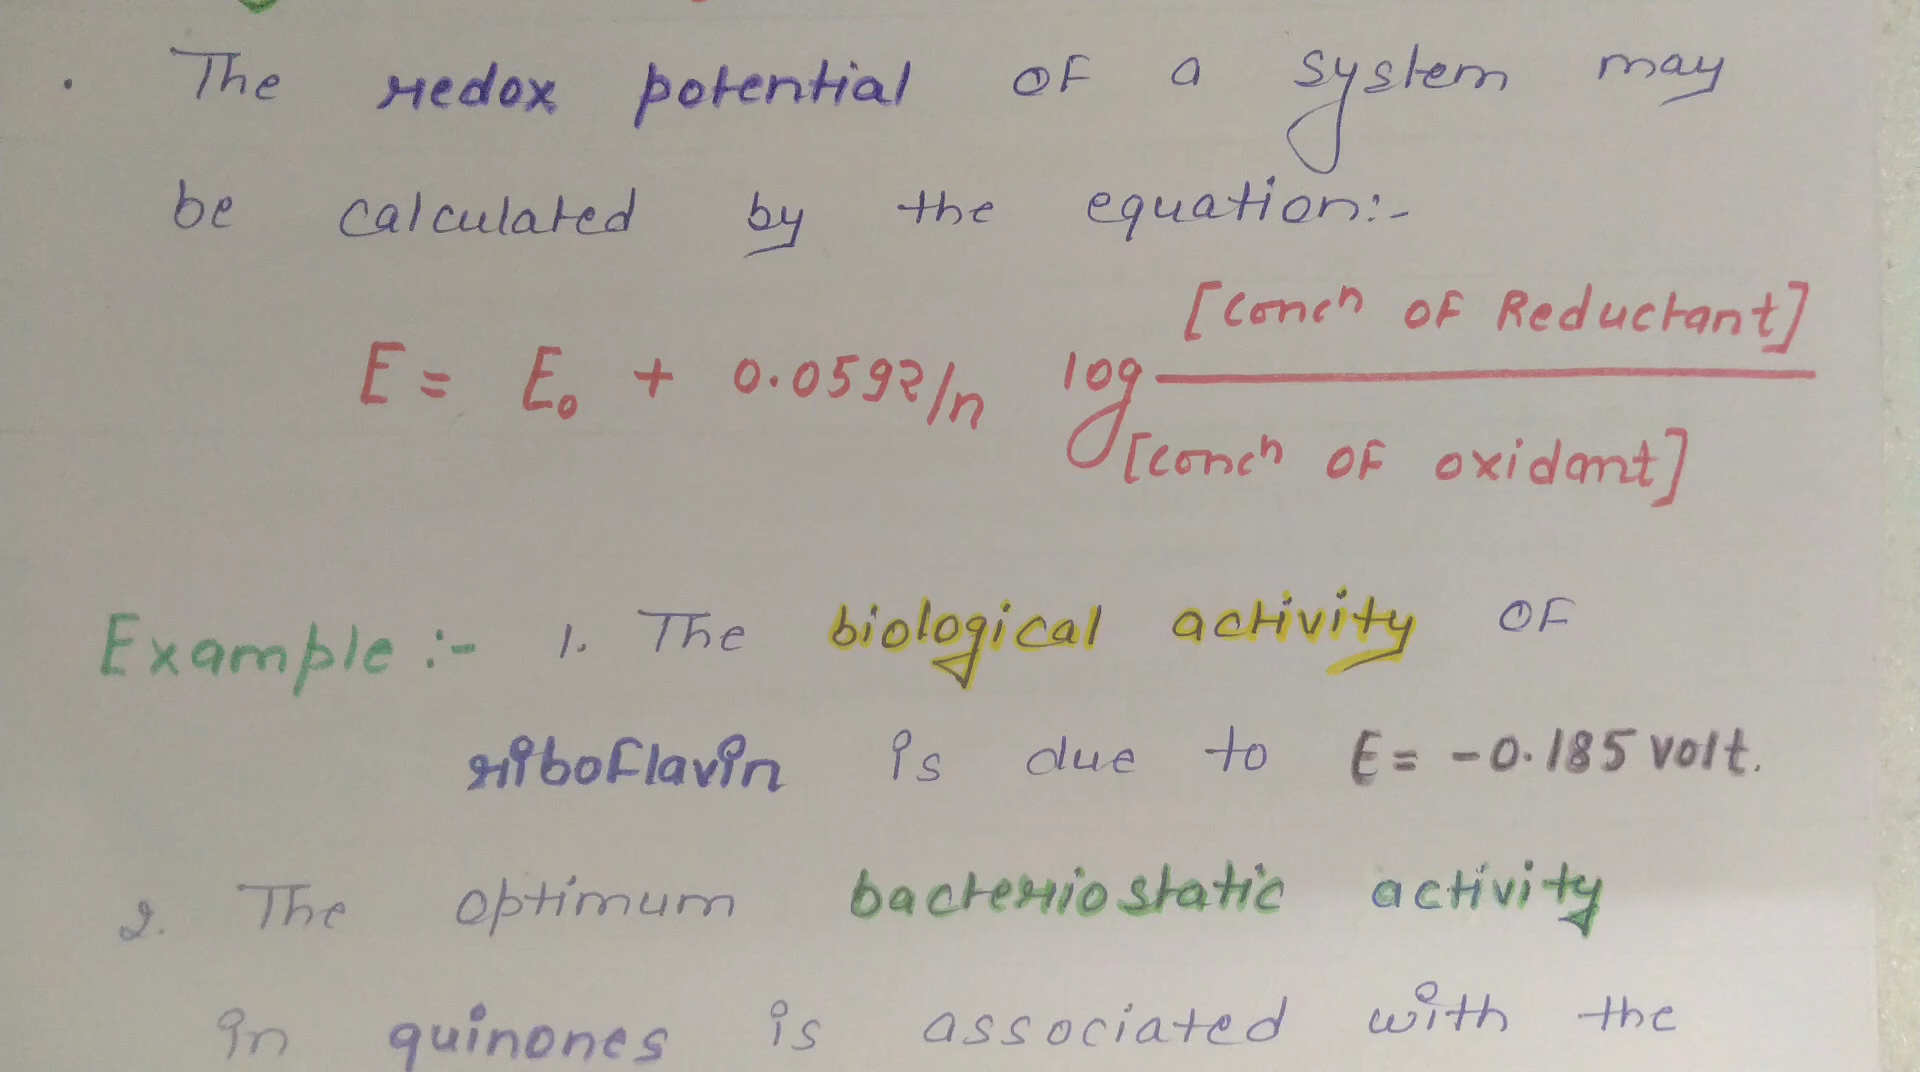 . The redox potential of a system may
be calculated by the equation:-
E = E₀ + 0.0592/n log [concⁿ of Reductant] / [concⁿ of oxidant]
Example :- 1. The biological activity of
riboflavin is due to E = -0.185 volt.
2. The optimum bacteriostatic activity
in quinones is associated with the